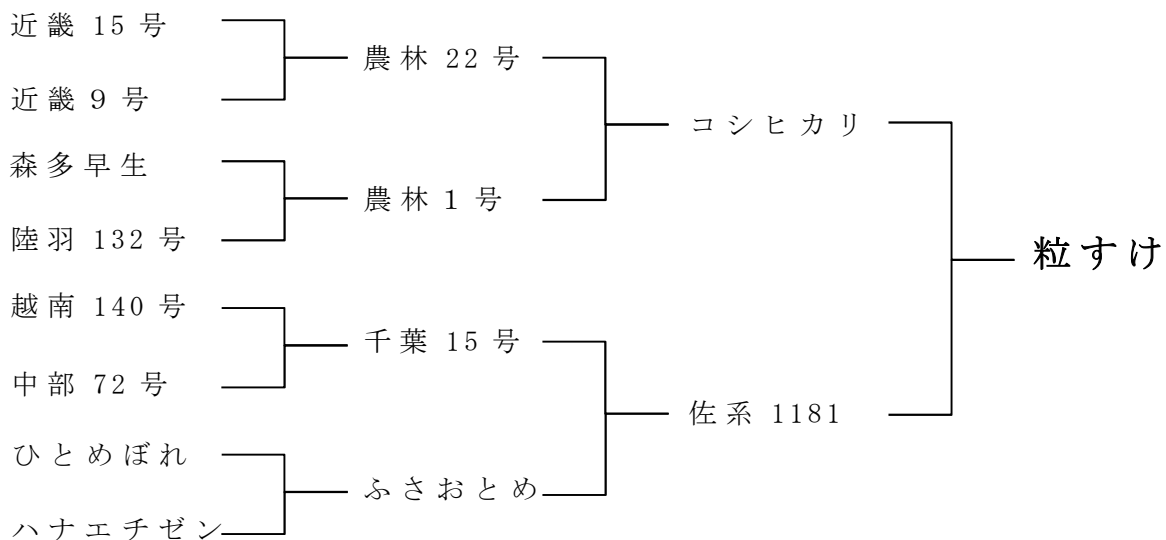 近畿 15 号
近畿 9 号
森多早生
陸羽 132 号
越南 140 号
中部 72 号
ひとめぼれ
ハナエチゼン
農林 22 号
農林 1 号
千葉 15 号
ふさおとめ
コシヒカリ
佐系 1181
粒すけ